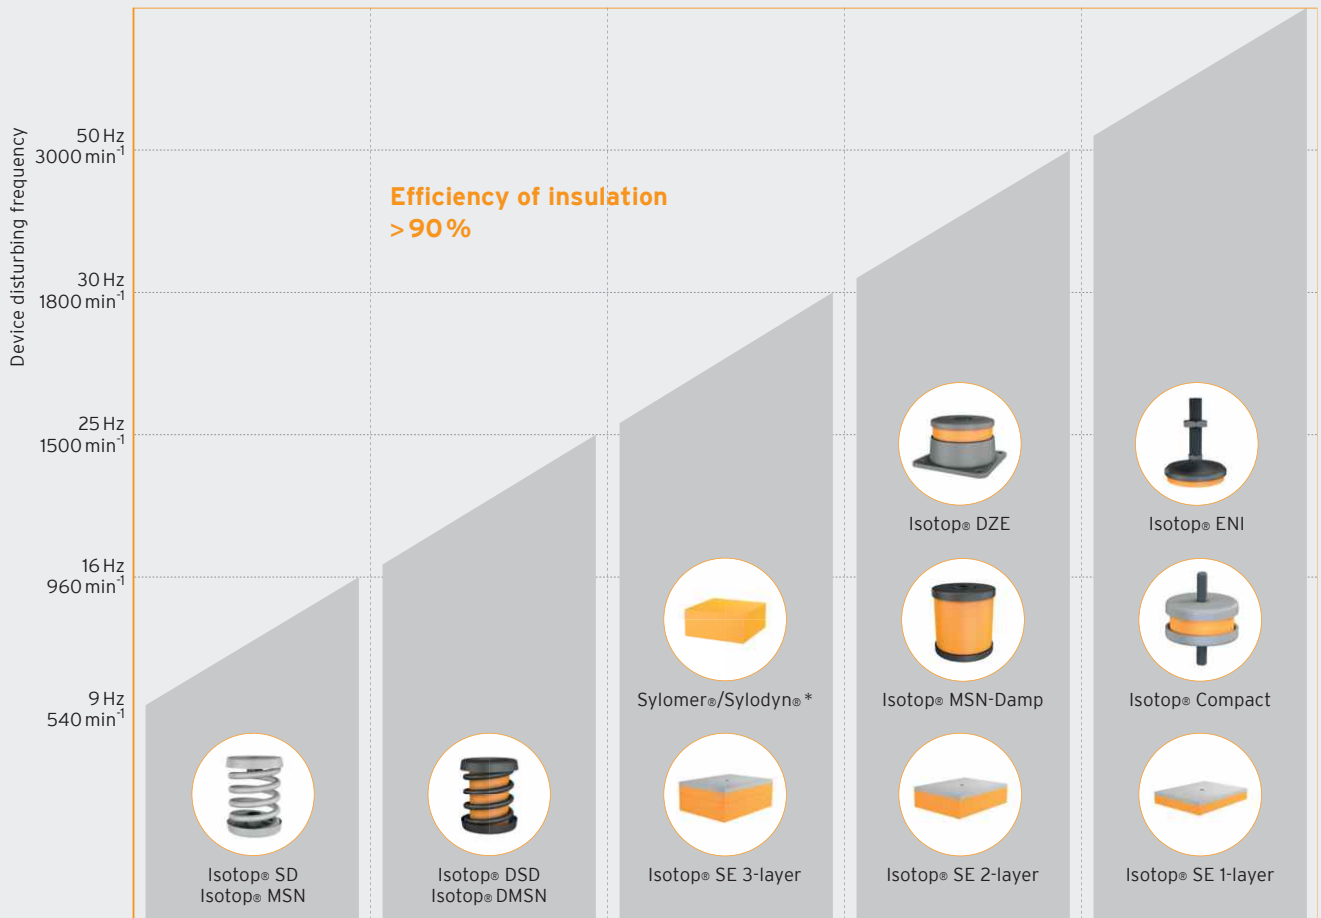 Device disturbing frequency
50 Hz
3000 min⁻¹
30 Hz
1800 min⁻¹
25 Hz
1500 min⁻¹
16 Hz
960 min⁻¹
9 Hz
540 min⁻¹
Efficiency of insulation
> 90 %
Isotop® SD
Isotop® MSN
Isotop® DSD
Isotop® DMSN
Sylomer®/Sylodyn® *
Isotop® SE 3-layer
Isotop® DZE
Isotop® MSN-Damp
Isotop® SE 2-layer
Isotop® ENI
Isotop® Compact
Isotop® SE 1-layer